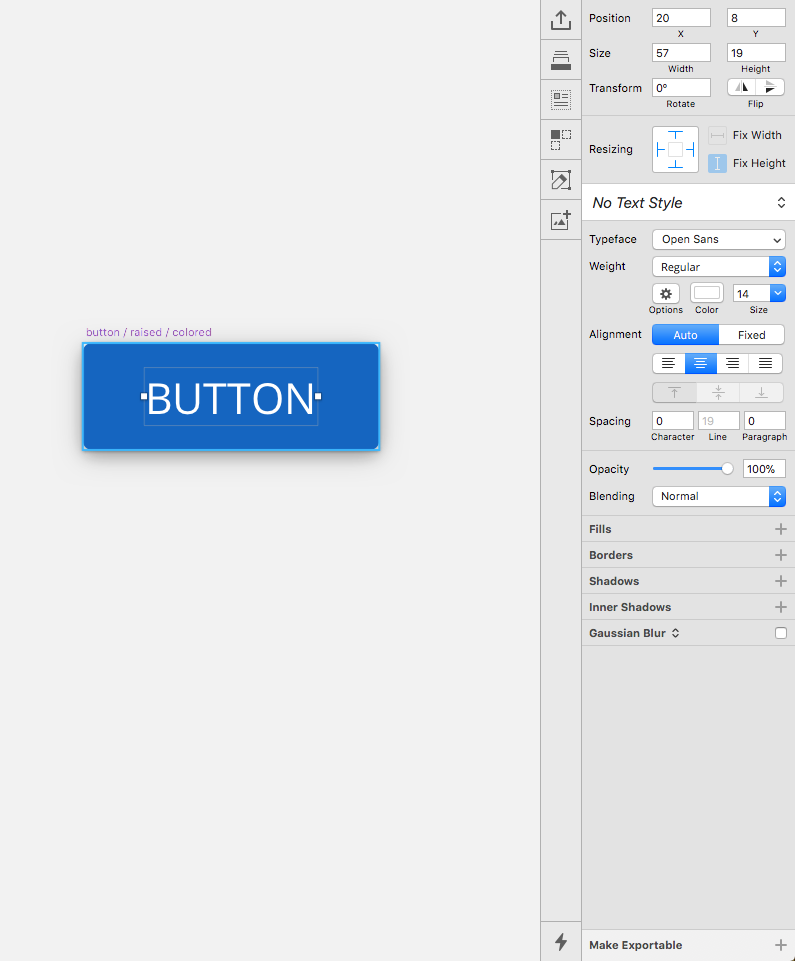 button / raised / colored
BUTTON
Position 20 8
X Y
Size 57 19
Width Height
Transform 0°
Rotate Flip
Resizing
Fix Width
Fix Height
No Text Style
Typeface Open Sans
Weight Regular
14
Options Color Size
Alignment Auto Fixed
Spacing 0 19 0
Character Line Paragraph
Opacity 100%
Blending Normal
Fills
Borders
Shadows
Inner Shadows
Gaussian Blur
Make Exportable